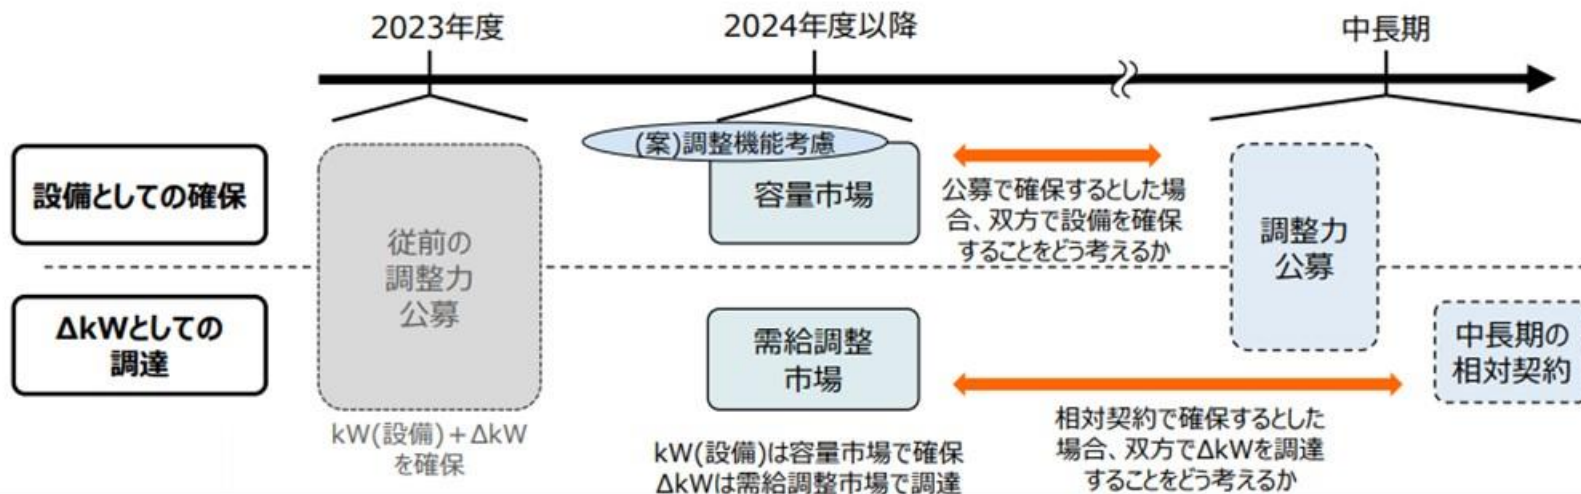 2023年度
2024年度以降
中長期
設備としての確保
ΔkWとしての
調達
従前の
調整力
公募
kW(設備)+ΔkW
を確保
(案)調整機能考慮
容量市場
需給調整
市場
kW(設備)は容量市場で確保
ΔkWは需給調整市場で調達
公募で確保するとした場
合、双方で設備を確保
することをどう考えるか
調整力
公募
中長期の
相対契約
相対契約で確保するとした
場合、双方でΔkWを調達
することをどう考えるか